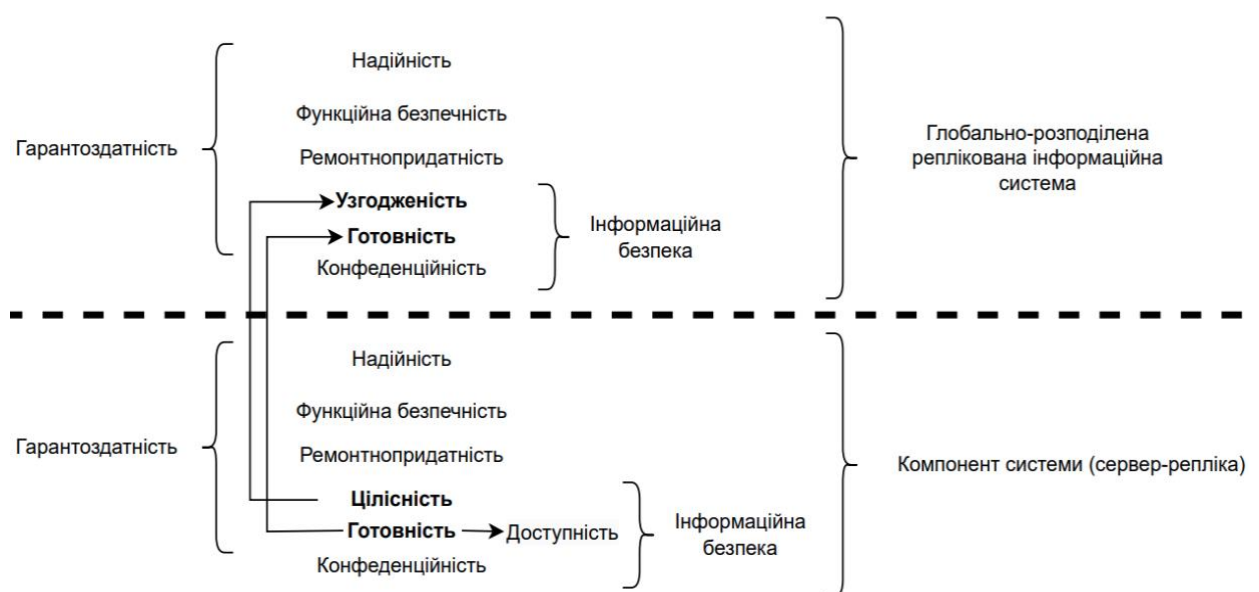 Надійність
Функційна безпечність
Гарантоздатність
Ремонтнопридатність
Узгодженість
Готовність
Конфеденційність
Інформаційна
безпека
Глобально-розподілена
реплікована інформаційна
система
Надійність
Функційна безпечність
Гарантоздатність
Ремонтнопридатність
Цілісність
Готовність
Доступність
Конфеденційність
Інформаційна
безпека
Компонент системи (сервер-репліка)